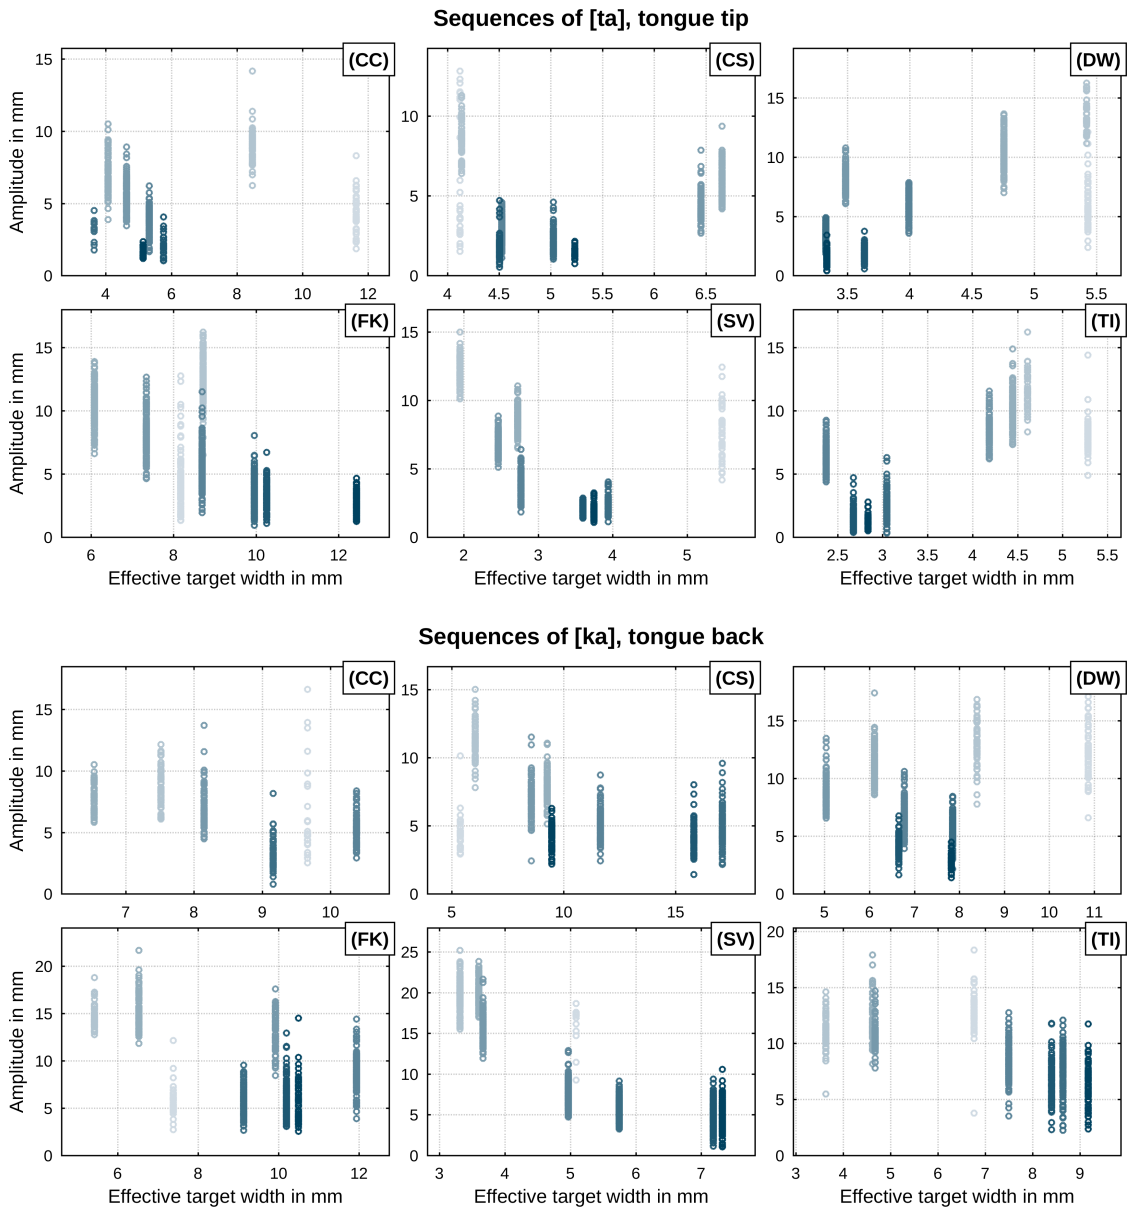 Sequences of [ta], tongue tip
(CC)
(CS)
(DW)
Amplitude in mm
15
10
5
0
10
5
0
15
10
5
0
4 6 8 10 12
4 4.5 5 5.5 6 6.5
3.5 4 4.5 5 5.5
(FK)
(SV)
(TI)
Amplitude in mm
15
10
5
0
15
10
5
0
15
10
5
0
6 8 10 12
2 3 4 5
2.5 3 3.5 4 4.5 5 5.5
Effective target width in mm
Effective target width in mm
Effective target width in mm
Sequences of [ka], tongue back
(CC)
(CS)
(DW)
Amplitude in mm
15
10
5
0
15
10
5
0
15
10
5
0
7 8 9 10
5 10 15
5 6 7 8 9 10 11
(FK)
(SV)
(TI)
Amplitude in mm
20
15
10
5
0
25
20
15
10
5
0
20
15
10
5
0
6 8 10 12
3 4 5 6 7
3 4 5 6 7 8 9
Effective target width in mm
Effective target width in mm
Effective target width in mm